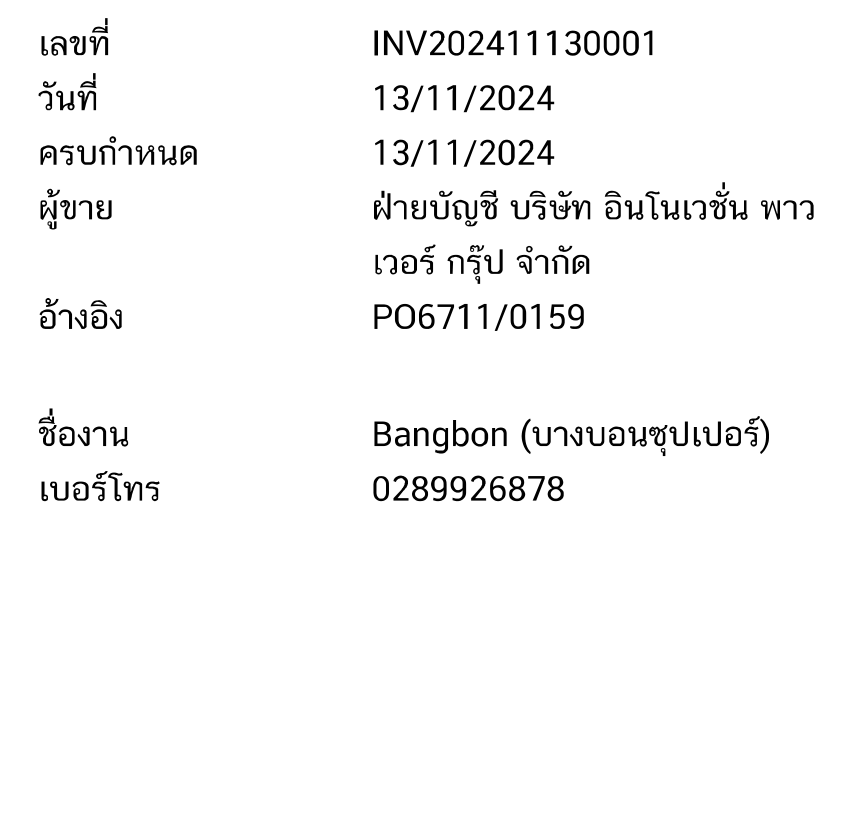 เลขที่ INV202411130001
วันที่ 13/11/2024
ครบกำหนด 13/11/2024
ผู้ขาย ฝ่ายบัญชี บริษัท อินโนเวชั่น พาว
เวอร์ กรุ๊ป จำกัด
อ้างอิง PO6711/0159
ชื่องาน Bangbon (บางบอนซุปเปอร์)
เบอร์โทร 0289926878